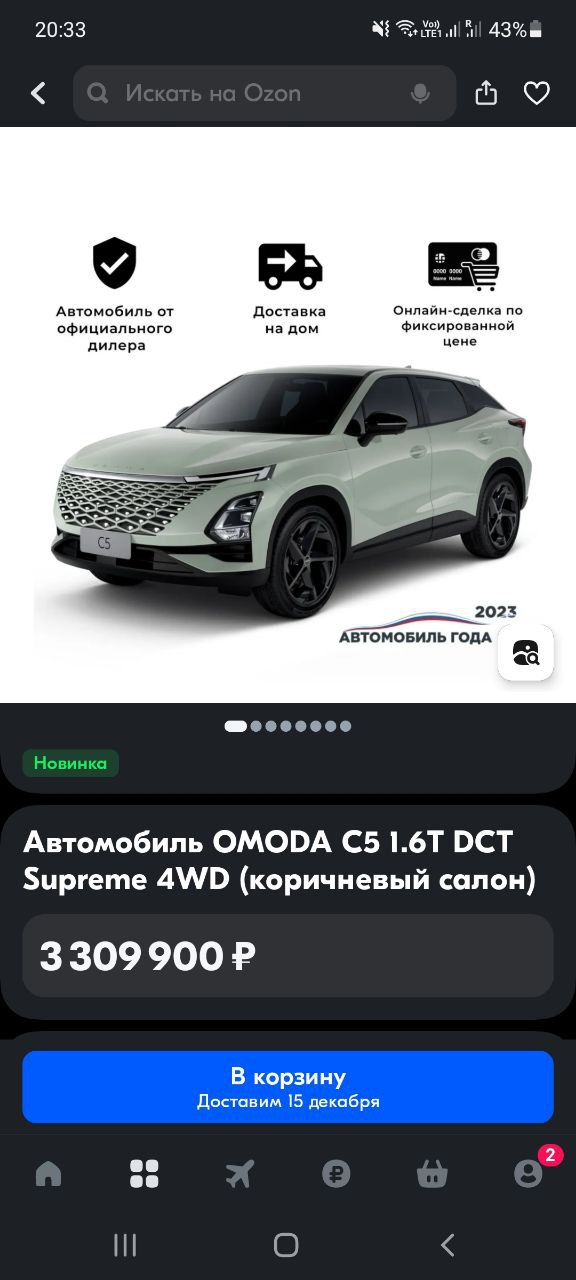 20:33
Vo))
LTE1
R
43%
Искать на Ozon
Автомобиль от
официального
дилера
Доставка
на дом
0000 0000
Name Name
Онлайн-сделка по
фиксированной
цене
C5
2023
АВТОМОБИЛЬ ГОДА
Новинка
Автомобиль OMODA C5 1.6T DCT
Supreme 4WD (коричневый салон)
3 309 900 ₽
В корзину
Доставим 15 декабря
2